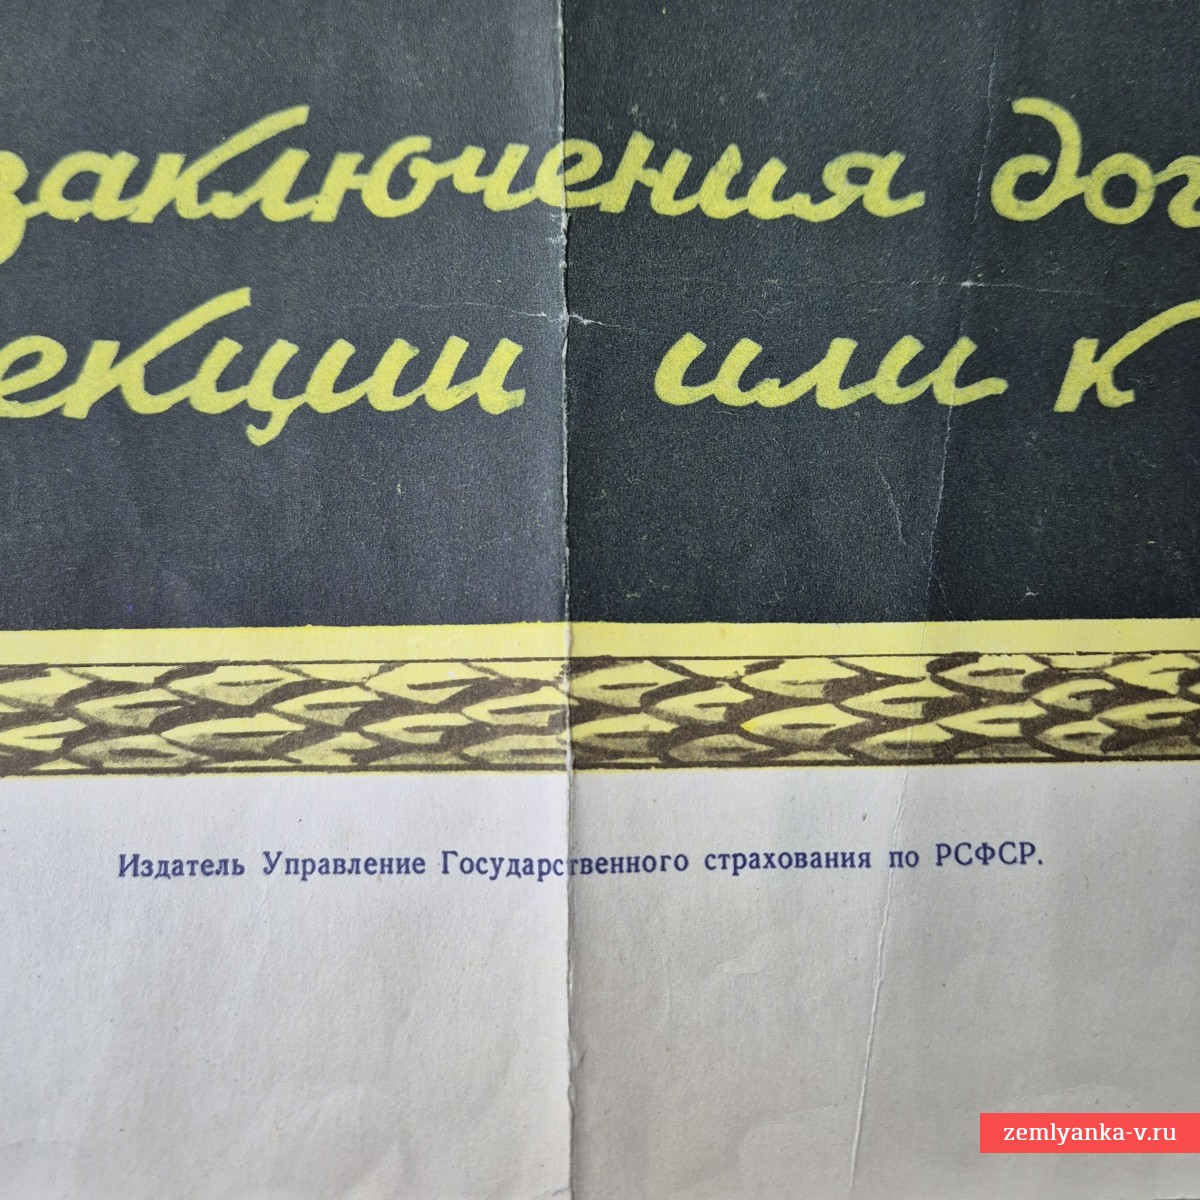 заключения дог
екции или к
Издатель Управление Государственного страхования по РСФСР.
zemlyanka-v.ru